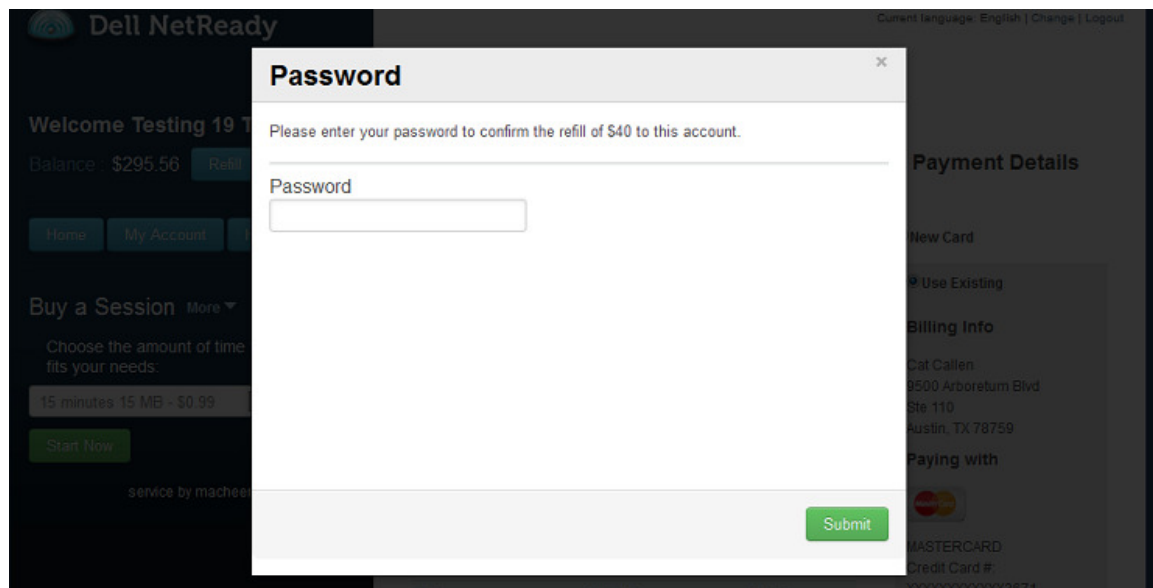 Dell NetReady
Current language: English | Change | Logout
Password
×
Welcome Testing 19 T
Please enter your password to confirm the refill of $40 to this account.
Balance : $295.56 Refill
Payment Details
Password
Home My Account
New Card
Use Existing
Buy a Session More
Billing Info
Choose the amount of time
fits your needs:
Cat Callen
9500 Arboretum Blvd
15 minutes 15 MB - $0.99
Ste 110
Austin, TX 78759
Start Now
Paying with
service by macheen
Submit
MASTERCARD
Credit Card #: